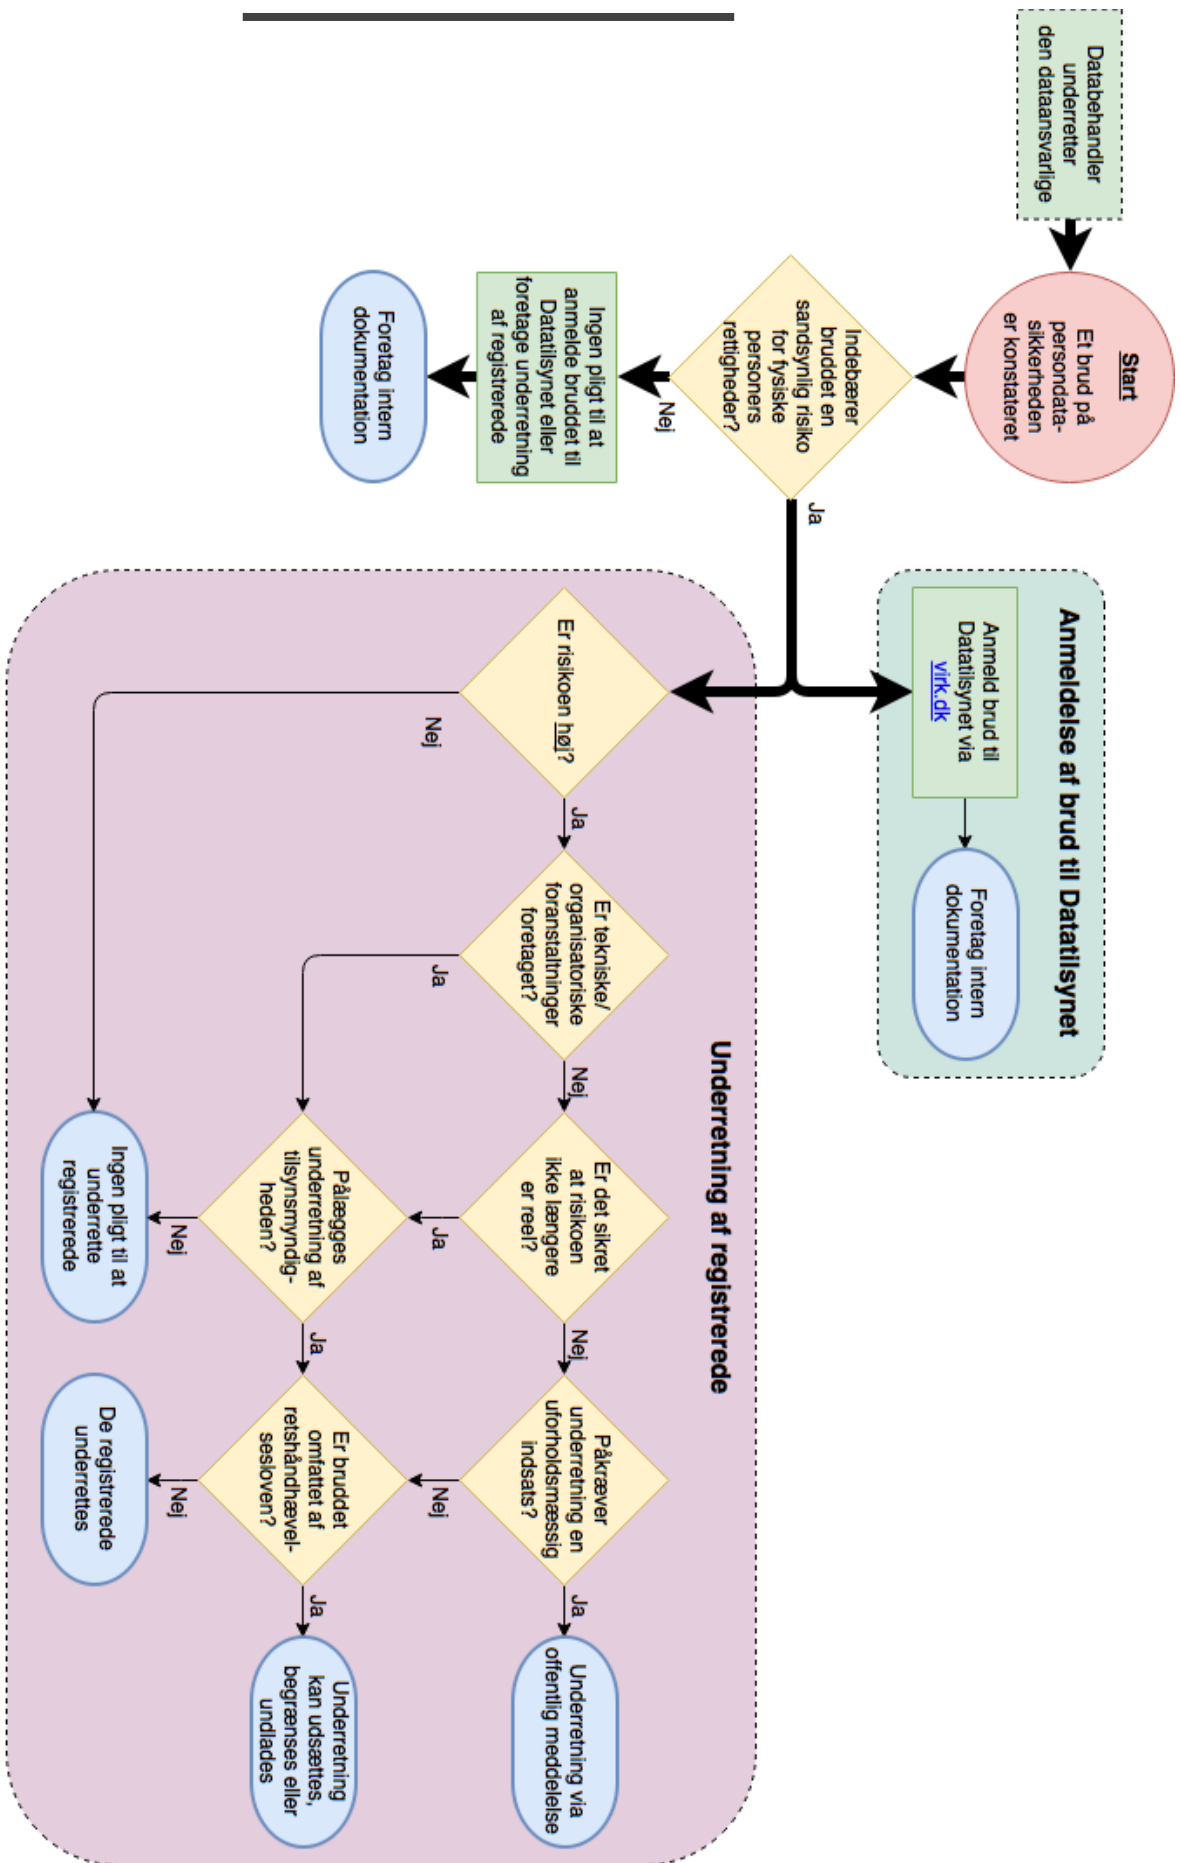 Databehandler
underretter
den dataansvarlige
Start
Et brud på
persondata-
sikkerheden
er konstateret
Indebærer
bruddet en
sandsynlig risiko
for fysiske
personers
rettigheder?
Nej
Ja
Ingen pligt til at
anmelde bruddet til
Datatilsynet eller
foretage underretning
af registrerede
Foretag intern
dokumentation
Anmeldelse af brud til Datatilsynet
Anmeld brud til
Datatilsynet via
virk.dk
Foretag intern
dokumentation
Underretning af registrerede
Er risikoen høj?
Ja
Nej
Er tekniske/
organisatoriske
foranstaltninger
foretaget?
Nej
Ja
Er det sikret
at risikoen
ikke længere
er reel?
Nej
Ja
Påkræver
underretning en
uforholdsmæssig
indsats?
Ja
Nej
Underretning via
offentlig meddelelse
Pålægges
underretning af
tilsynsmyndig-
heden?
Ja
Nej
Er bruddet
omfattet af
retshåndhævel-
sesloven?
Ja
Nej
Underretning
kan udsættes,
begrænses eller
undlades
Ingen pligt til at
underrette
registrerede
De registrerede
underrettes